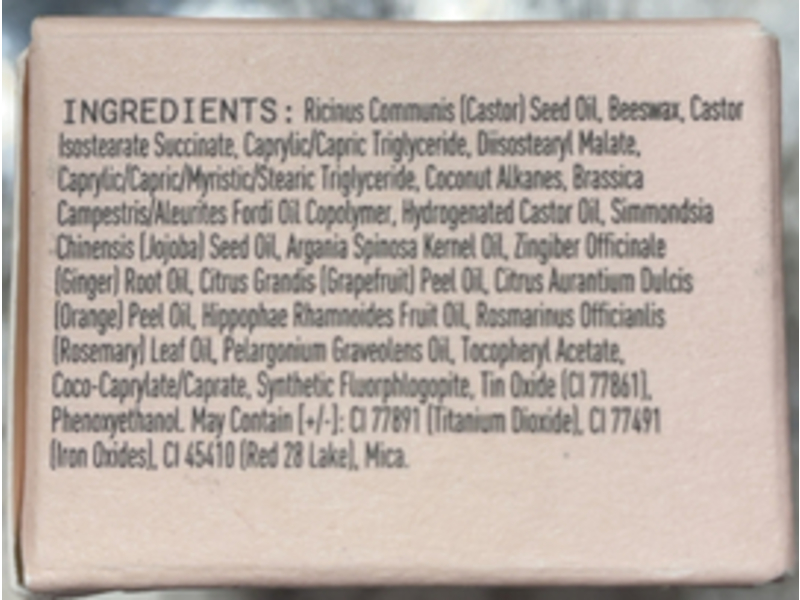 INGREDIENTS: Ricinus Communis (Castor) Seed Oil, Beeswax, Castor
Isostearate Succinate, Caprylic/Capric Triglyceride, Diisostearyl Malate,
Caprylic/Capric/Myristic/Stearic Triglyceride, Coconut Alkanes, Brassica
Campestris/Aleurites Fordi Oil Copolymer, Hydrogenated Castor Oil, Simmondsia
Chinensis (Jojoba) Seed Oil, Argania Spinosa Kernel Oil, Zingiber Officinale
(Ginger) Root Oil, Citrus Grandis (Grapefruit) Peel Oil, Citrus Aurantium Dulcis
(Orange) Peel Oil, Hippophae Rhamnoides Fruit Oil, Rosmarinus Officianlis
(Rosemary) Leaf Oil, Pelargonium Graveolens Oil, Tocopheryl Acetate,
Coco-Caprylate/Caprate, Synthetic Fluorphlogopite, Tin Oxide (CI 77861),
Phenoxyethanol. May Contain [+/-]: CI 77891 (Titanium Dioxide), CI 77491
(Iron Oxides), CI 45410 (Red 28 Lake), Mica.